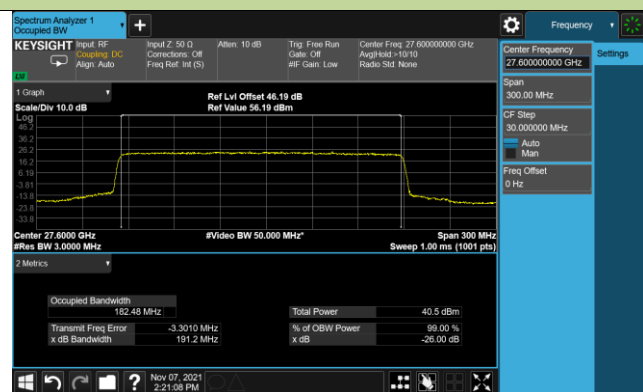 Spectrum Analyzer 1
Occupied BW
Frequency
KEYSIGHT
Input: RF
Coupling: DC
Align: Auto
Input Z: 50 Ω
Corrections: Off
Freq Ref: Int (S)
Atten: 10 dB
Trig: Free Run
Gate: Off
#IF Gain: Low
Center Freq: 27.600000000 GHz
Avg|Hold:>10/10
Radio Std: None
Center Frequency
27.600000000 GHz
Settings
Span
300.00 MHz
CF Step
30.000000 MHz
Auto
Man
Freq Offset
0 Hz
1 Graph
Scale/Div 10.0 dB
Ref Lvl Offset 46.19 dB
Ref Value 56.19 dBm
Log
46.2
36.2
26.2
16.2
6.19
-3.81
-13.8
-23.8
-33.8
Center 27.6000 GHz
#Res BW 3.0000 MHz
#Video BW 50.000 MHz*
Span 300 MHz
Sweep 1.00 ms (1001 pts)
2 Metrics
Occupied Bandwidth
182.48 MHz
Total Power 40.5 dBm
Transmit Freq Error -3.3010 MHz
% of OBW Power 99.00 %
x dB Bandwidth 191.2 MHz
x dB -26.00 dB
Nov 07, 2021
2:21:08 PM